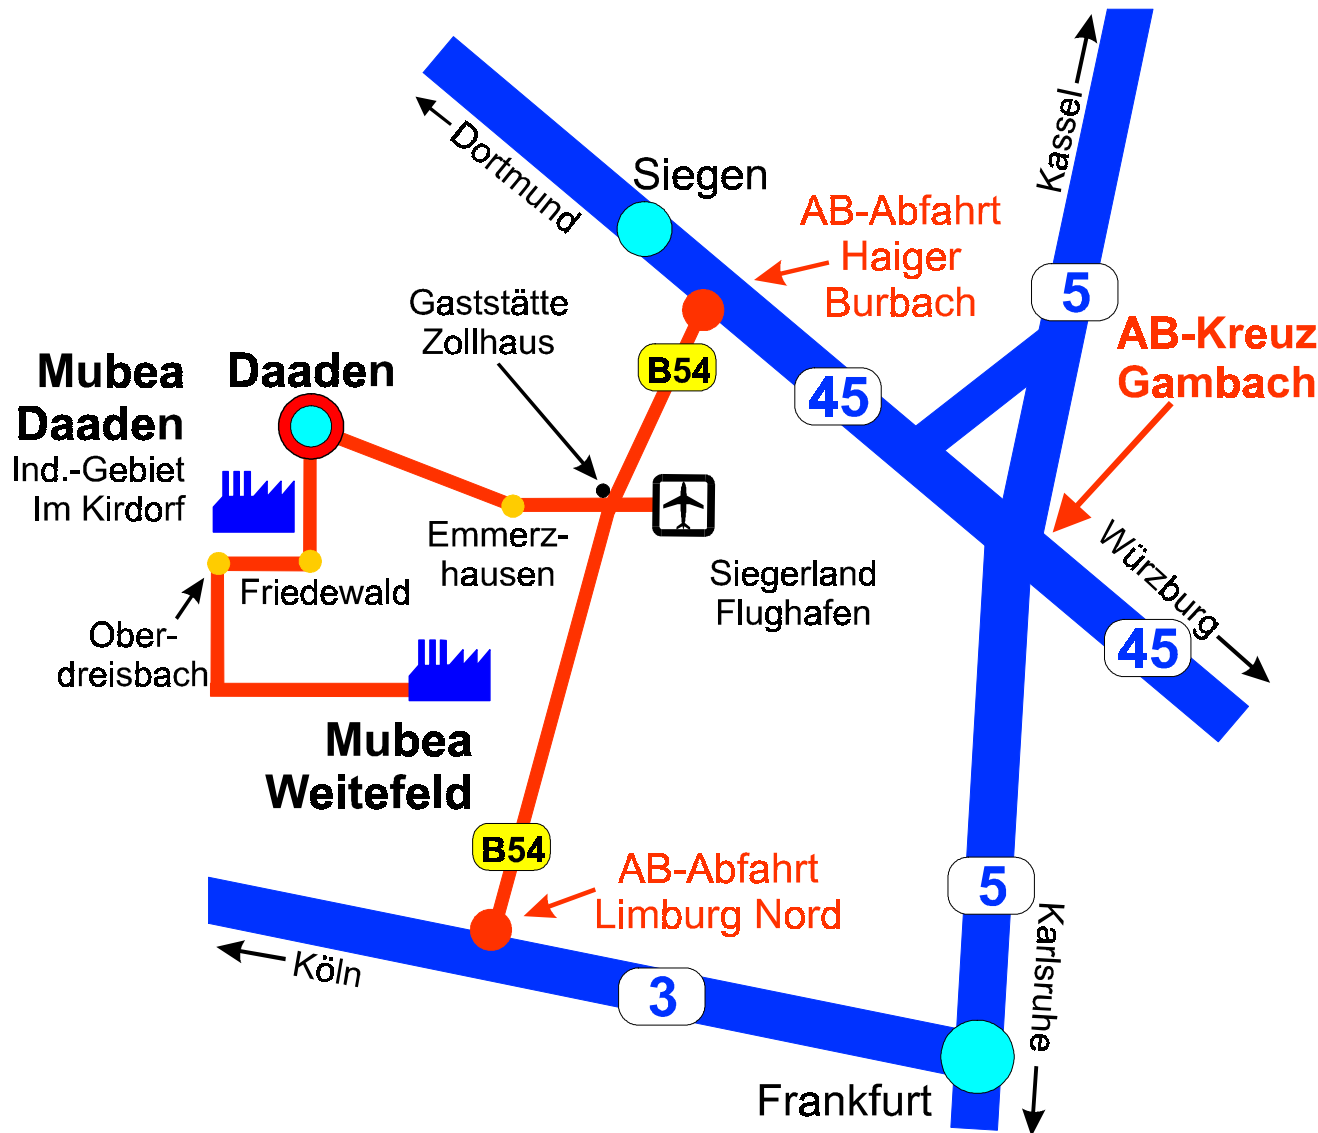 Kassel
Dortmund
Siegen
AB-Abfahrt
Haiger
Burbach
5
Gaststätte
Zollhaus
AB-Kreuz
Gambach
Mubea
Daaden
Ind.-Gebiet
Im Kirdorf
Daaden
B54
45
Emmerz-
hausen
Siegerland
Flughafen
Würzburg
Friedewald
Ober-
dreisbach
45
Mubea
Weitefeld
B54
AB-Abfahrt
Limburg Nord
5
Karlsruhe
Köln
3
Frankfurt